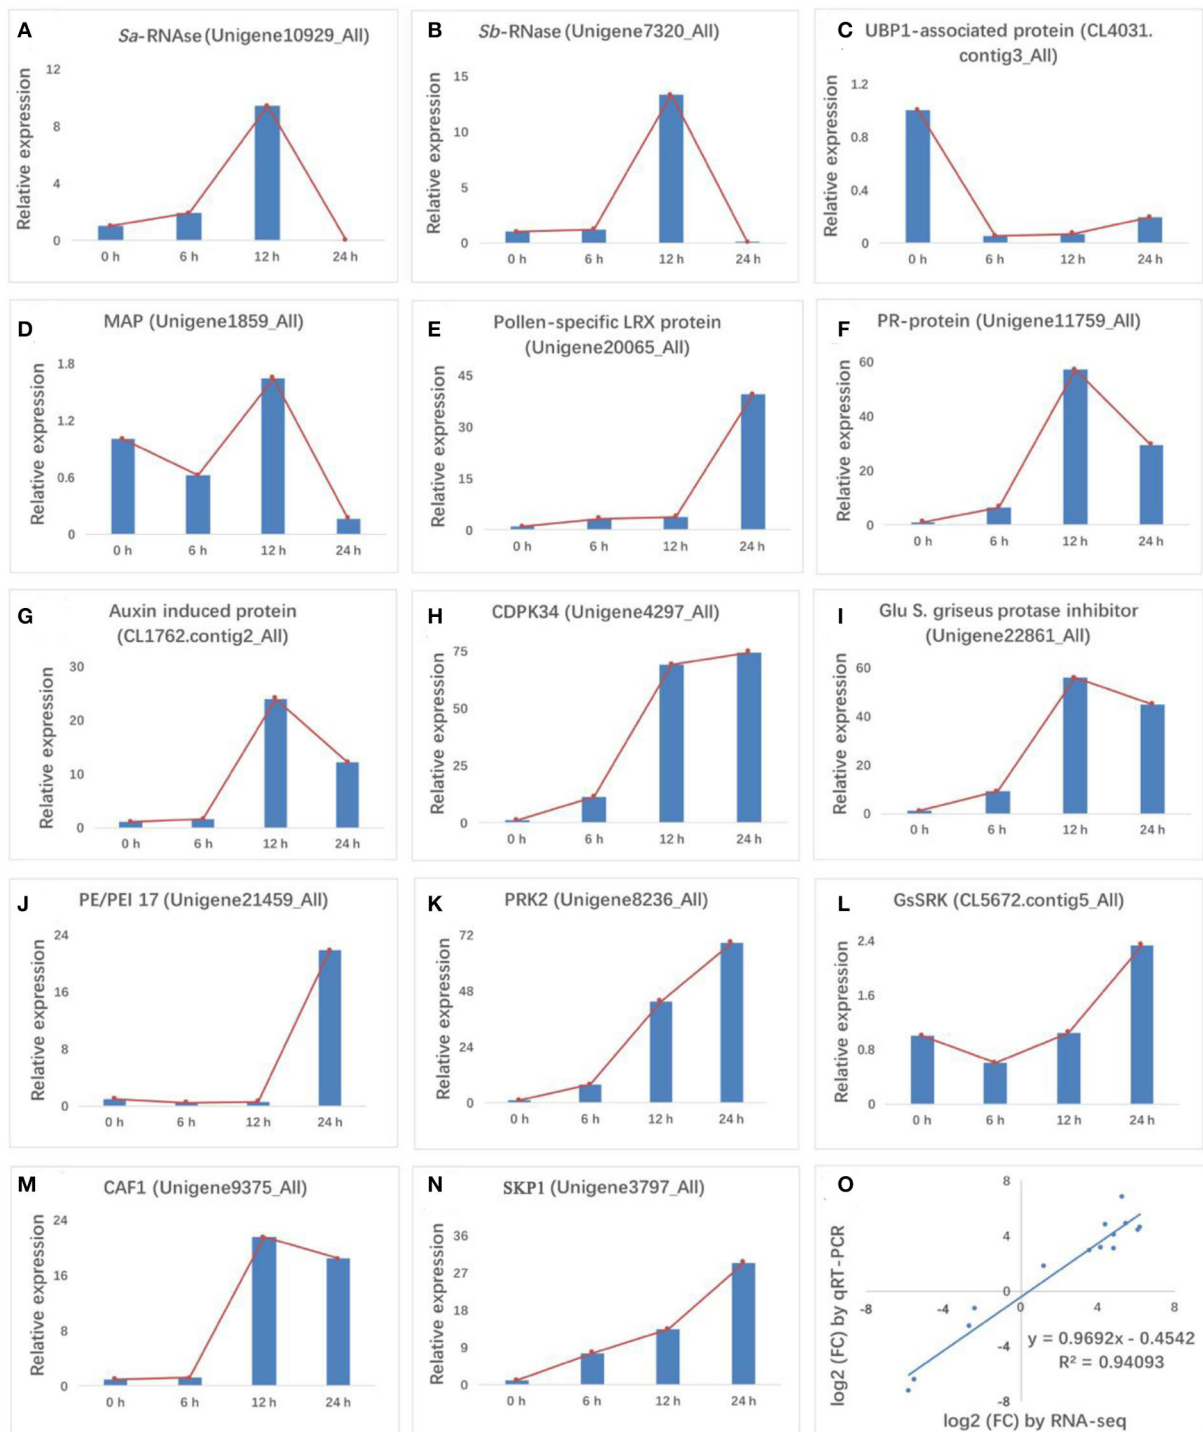 A
Sa-RNAse (Unigene10929_All)
Relative expression
12
8
4
0
0 h 6 h 12 h 24 h
B
Sb-RNase (Unigene7320_All)
Relative expression
15
10
5
0
0 h 6 h 12 h 24 h
C
UBP1-associated protein (CL4031.
contig3_All)
Relative expression
1.2
0.8
0.4
0
0 h 6 h 12 h 24 h
D
MAP (Unigene1859_All)
Relative expression
1.8
1.2
0.6
0
0 h 6 h 12 h 24 h
E
Pollen-specific LRX protein
(Unigene20065_All)
Relative expression
45
30
15
0
0 h 6 h 12 h 24 h
F
PR-protein (Unigene11759_All)
Relative expression
60
40
20
0
0 h 6 h 12 h 24 h
G
Auxin induced protein
(CL1762.contig2_All)
Relative expression
30
20
10
0
0 h 6 h 12 h 24 h
H
CDPK34 (Unigene4297_All)
Relative expression
75
50
25
0
0 h 6 h 12 h 24 h
I
Glu S. griseus protase inhibitor
(Unigene22861_All)
Relative expression
60
40
20
0
0 h 6 h 12 h 24 h
J
PE/PEI 17 (Unigene21459_All)
Relative expression
24
16
8
0
0 h 6 h 12 h 24 h
K
PRK2 (Unigene8236_All)
Relative expression
72
48
24
0
0 h 6 h 12 h 24 h
L
GsSRK (CL5672.contig5_All)
Relative expression
2.4
1.6
0.8
0
0 h 6 h 12 h 24 h
M
CAF1 (Unigene9375_All)
Relative expression
24
16
8
0
0 h 6 h 12 h 24 h
N
SKP1 (Unigene3797_All)
Relative expression
36
27
18
9
0
0 h 6 h 12 h 24 h
O
log2 (FC) by qRT-PCR
8
4
0
-8 -4 0 4 8
y = 0.9692x - 0.4542
-4
R² = 0.94093
-8
log2 (FC) by RNA-seq